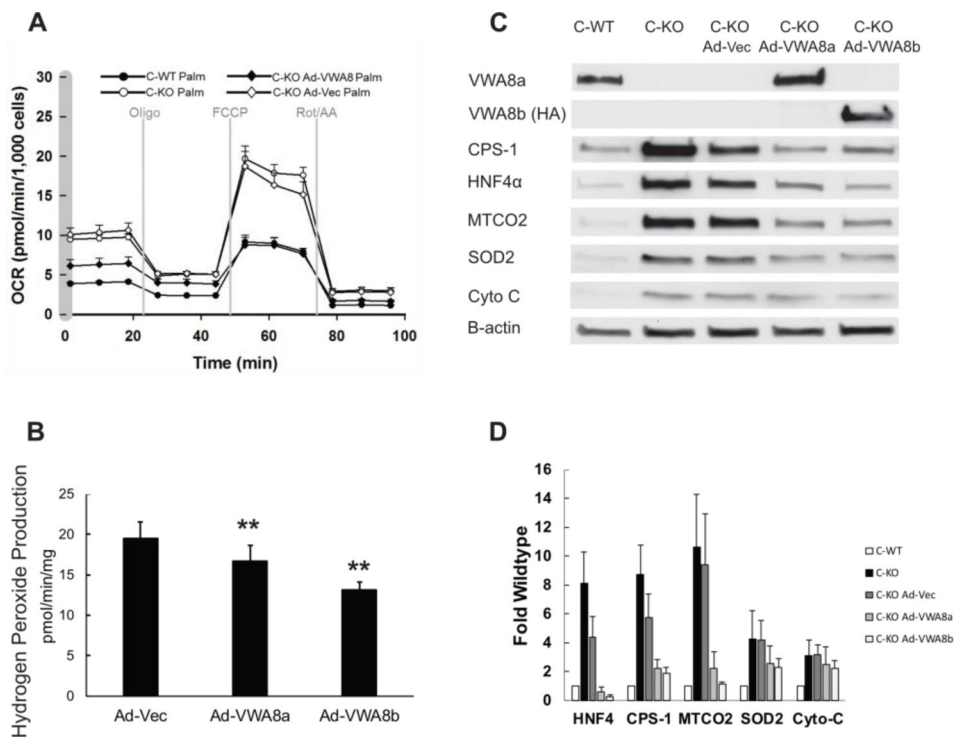 A
30
25
20
15
10
5
0
OCR (pmol/min/1,000 cells)
C-WT Palm
C-KO Palm
C-KO Ad-VWA8 Palm
C-KO Ad-Vec Palm
Oligo
FCCP
Rot/AA
0 20 40 60 80 100
Time (min)
C
C-WT
C-KO
C-KO
Ad-Vec
C-KO
Ad-VWA8a
C-KO
Ad-VWA8b
VWA8a
VWA8b (HA)
CPS-1
HNF4α
MTCO2
SOD2
Cyto C
B-actin
B
Hydrogen Peroxide Production
pmol/min/mg
25
20
15
10
5
0
**
**
Ad-Vec Ad-VWA8a Ad-VWA8b
D
Fold Wildtype
16
14
12
10
8
6
4
2
0
HNF4 CPS-1 MTCO2 SOD2 Cyto-C
C-WT
C-KO
C-KO Ad-Vec
C-KO Ad-VWA8a
C-KO Ad-VWA8b